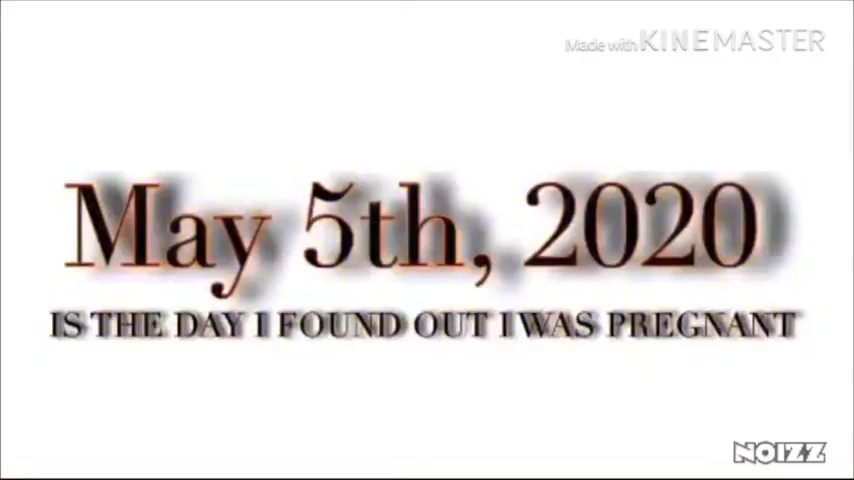 Made with KINEMASTER
May 5th, 2020
IS THE DAY I FOUND OUT I WAS PREGNANT
NOIZZ